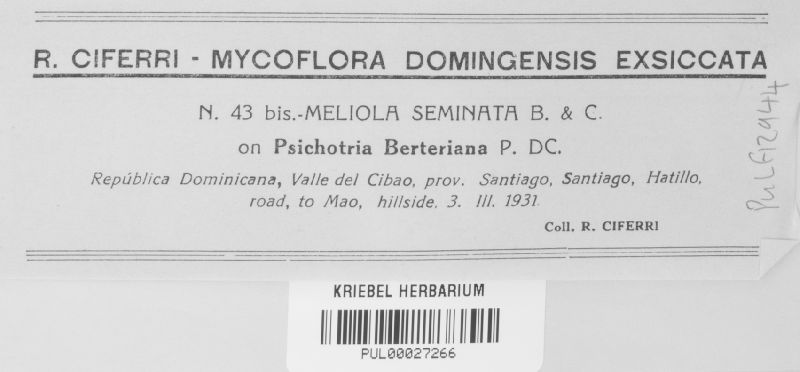 R. CIFERRI - MYCOFLORA DOMINGENSIS EXSICCATA
N. 43 bis.-MELIOLA SEMINATA B. & C.
on Psichotria Berteriana P. DC.
República Dominicana, Valle del Cibao, prov. Santiago, Santiago, Hatillo,
road, to Mao, hillside. 3. III. 1931.
Coll. R. CIFERRI
PULF12944
KRIEBEL HERBARIUM
PUL00027266